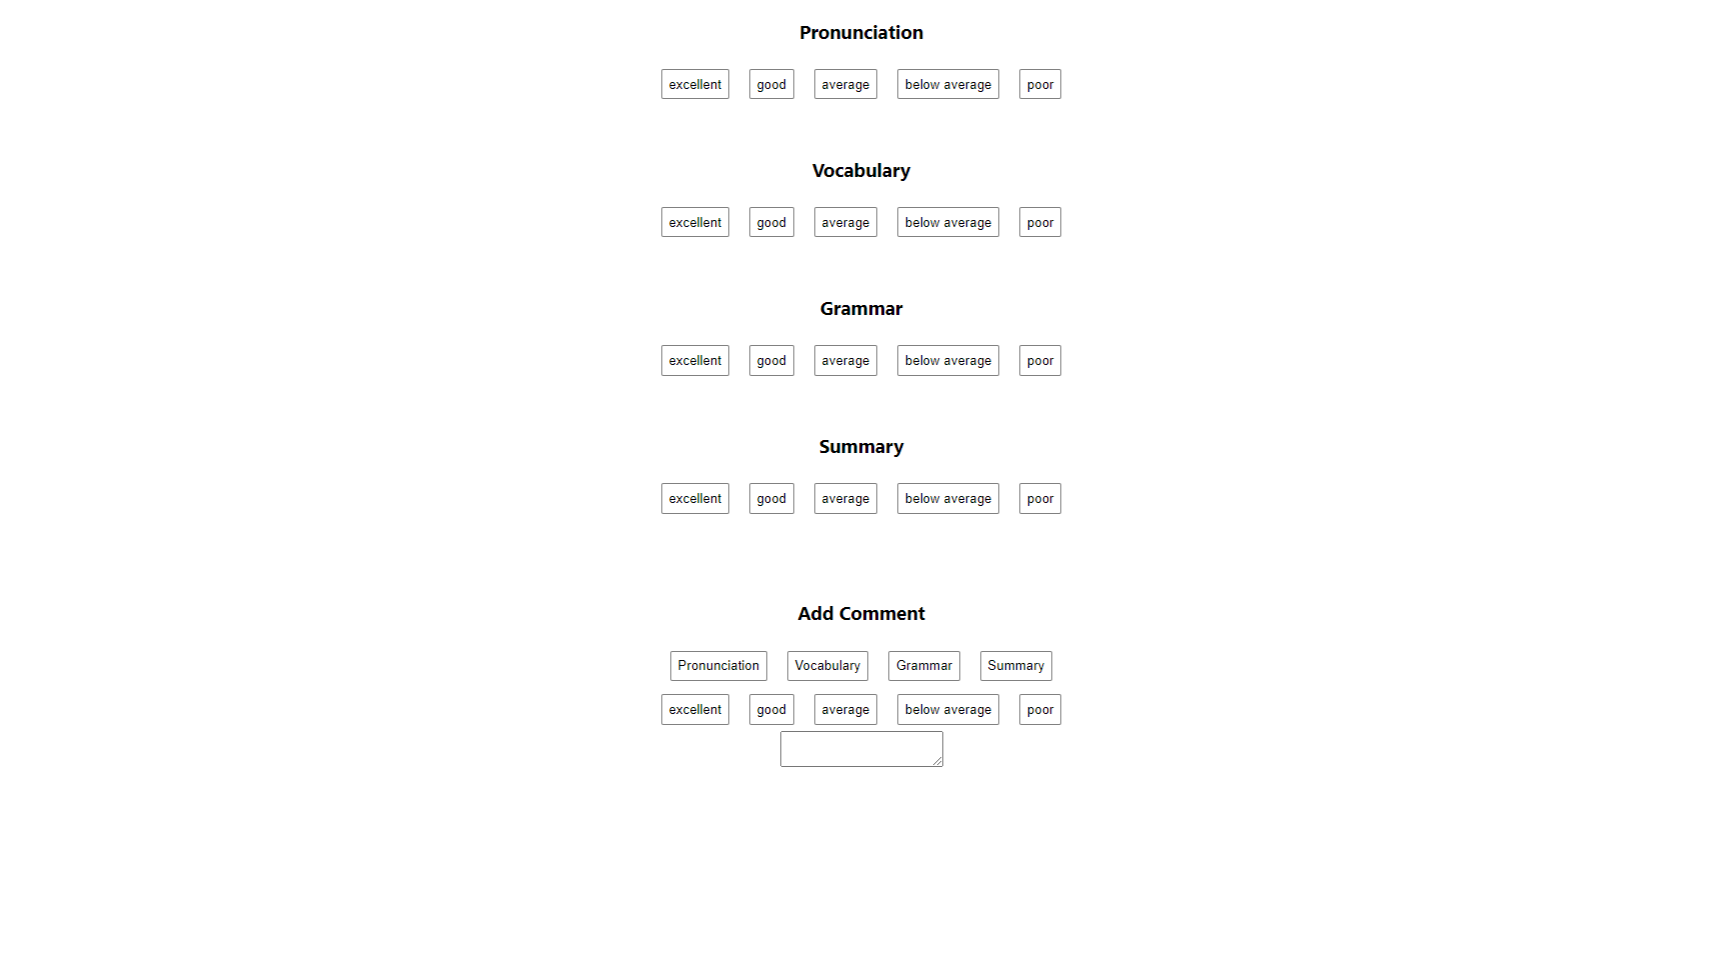 Pronunciation
excellent good average below average poor
Vocabulary
excellent good average below average poor
Grammar
excellent good average below average poor
Summary
excellent good average below average poor
Add Comment
Pronunciation Vocabulary Grammar Summary
excellent good average below average poor